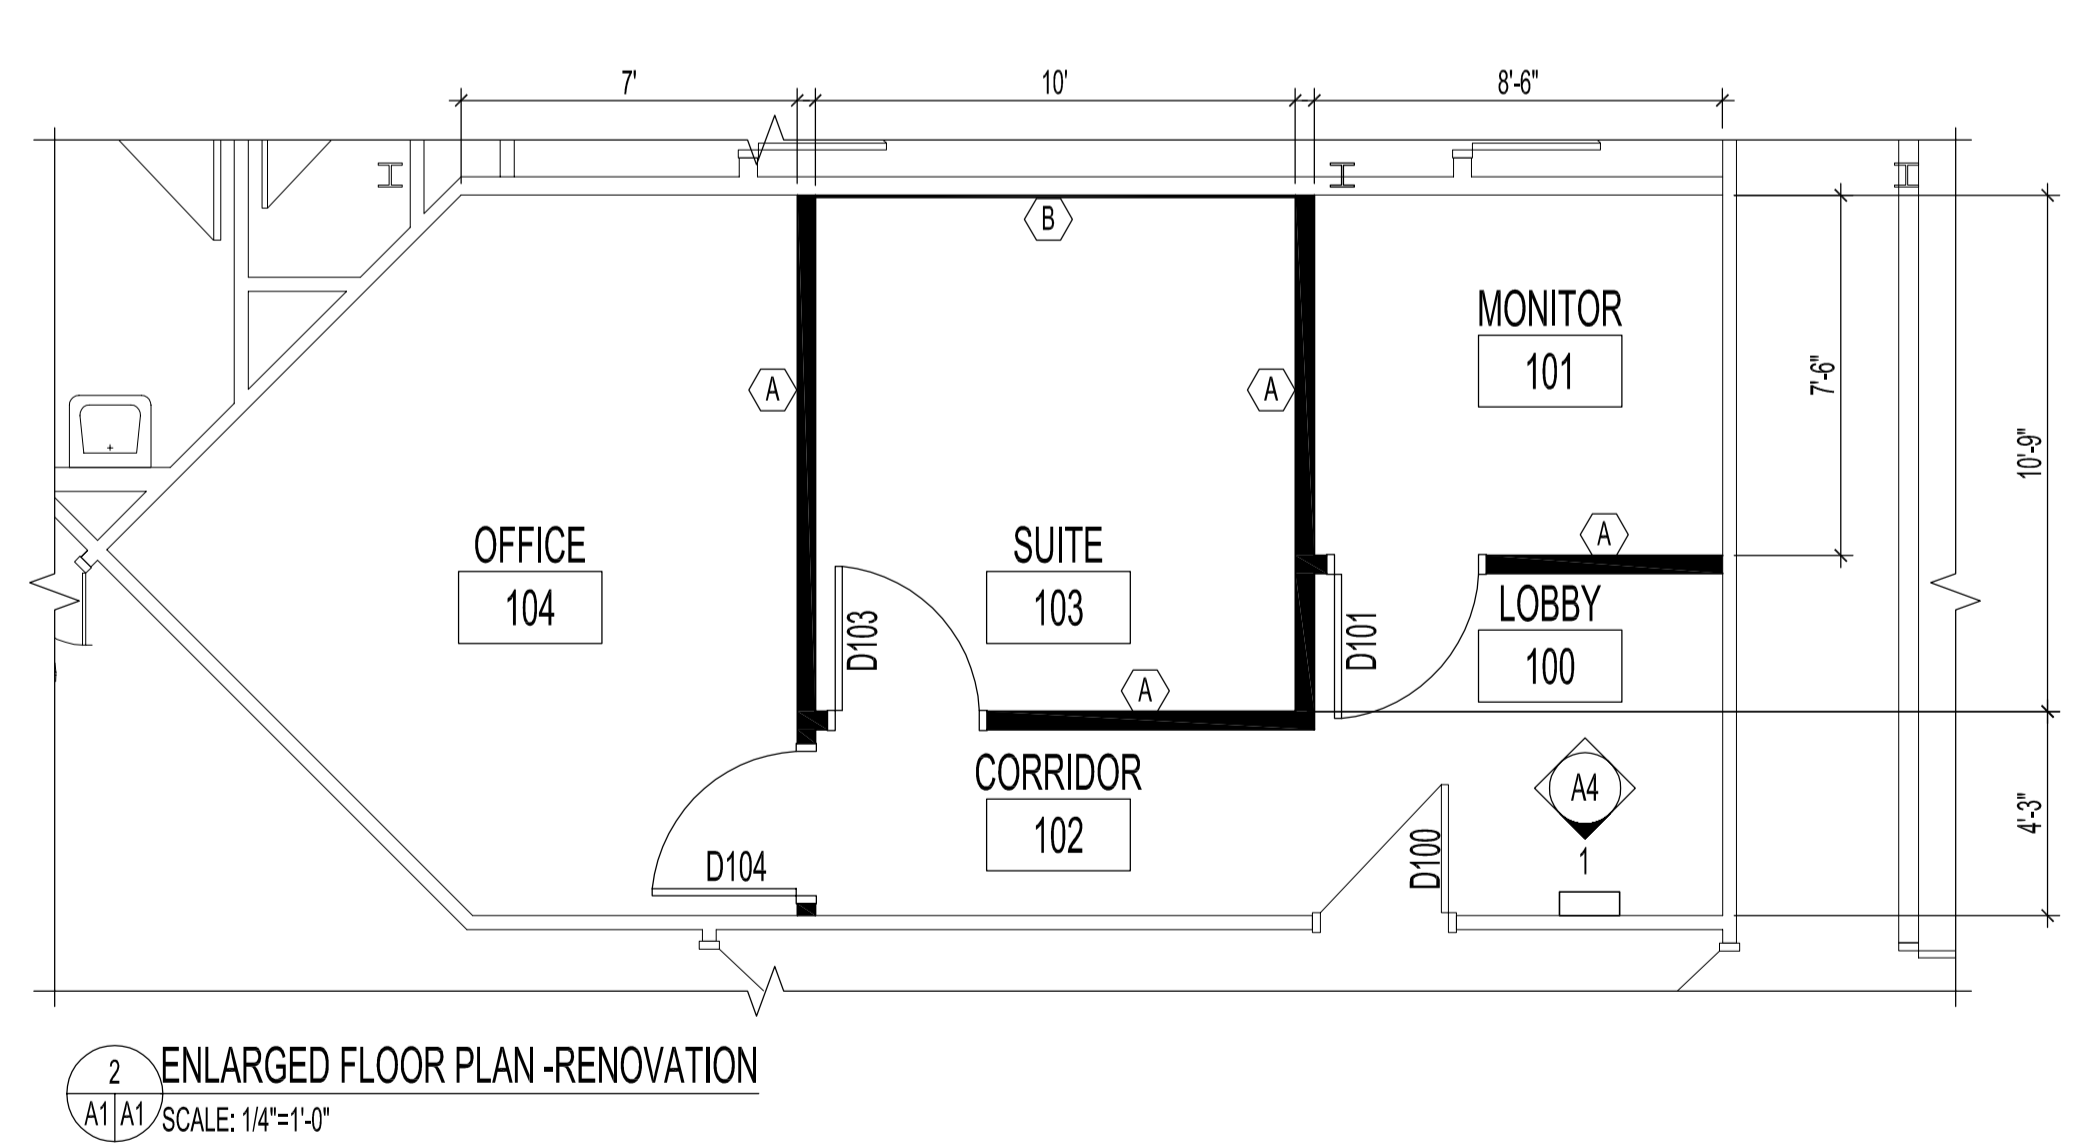 7'
10'
8'-6"
B
MONITOR
101
A
A
7'-6"
10'-9"
OFFICE
104
SUITE
103
A
LOBBY
100
D103
D101
A
CORRIDOR
102
A4
1
4'-3"
D104
D100
2
A1 A1
ENLARGED FLOOR PLAN -RENOVATION
SCALE: 1/4"=1'-0"